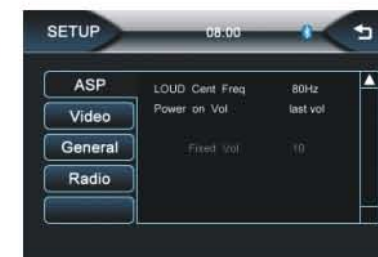 SETUP 08:00
ASP LOUD Cent Freq 80Hz
Video Power on Vol last vol
General Fixed Vol 10
Radio